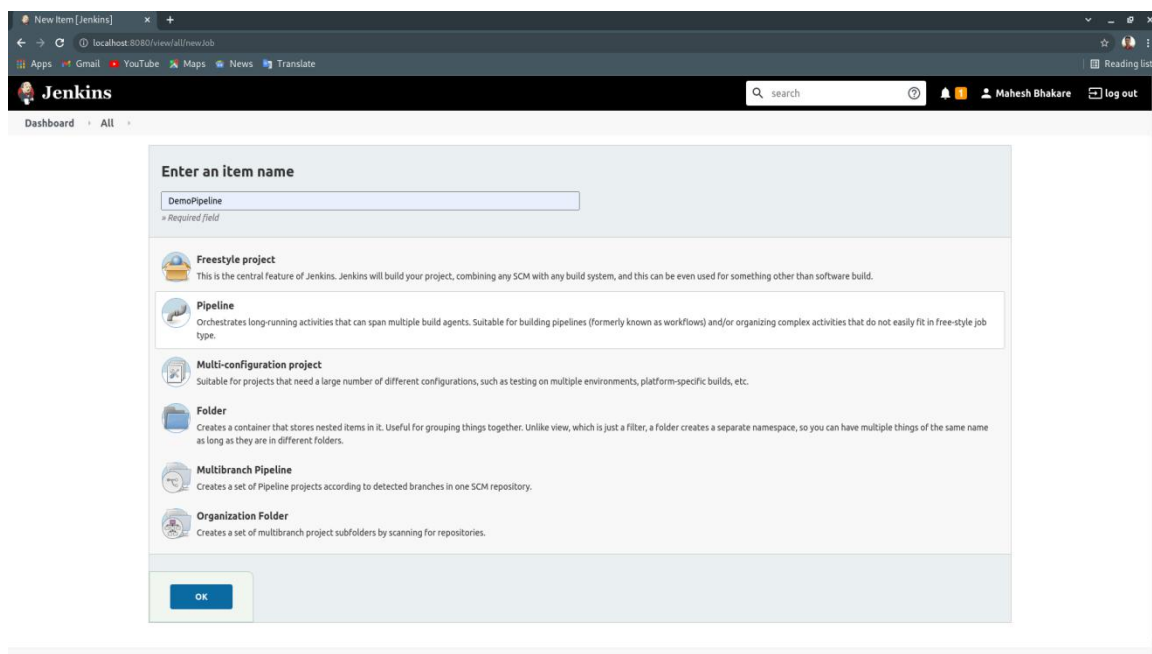 New Item [Jenkins]
localhost:8080/view/all/newJob
Apps Gmail YouTube Maps News Translate Reading list
Jenkins search 1 Mahesh Bhakare log out
Dashboard All
Enter an item name
DemoPipeline
» Required field
Freestyle project
This is the central feature of Jenkins. Jenkins will build your project, combining any SCM with any build system, and this can be even used for something other than software build.
Pipeline
Orchestrates long-running activities that can span multiple build agents. Suitable for building pipelines (formerly known as workflows) and/or organizing complex activities that do not easily fit in free-style job
type.
Multi-configuration project
Suitable for projects that need a large number of different configurations, such as testing on multiple environments, platform-specific builds, etc.
Folder
Creates a container that stores nested items in it. Useful for grouping things together. Unlike view, which is just a filter, a folder creates a separate namespace, so you can have multiple things of the same name
as long as they are in different folders.
Multibranch Pipeline
Creates a set of Pipeline projects according to detected branches in one SCM repository.
Organization Folder
Creates a set of multibranch project subfolders by scanning for repositories.
OK